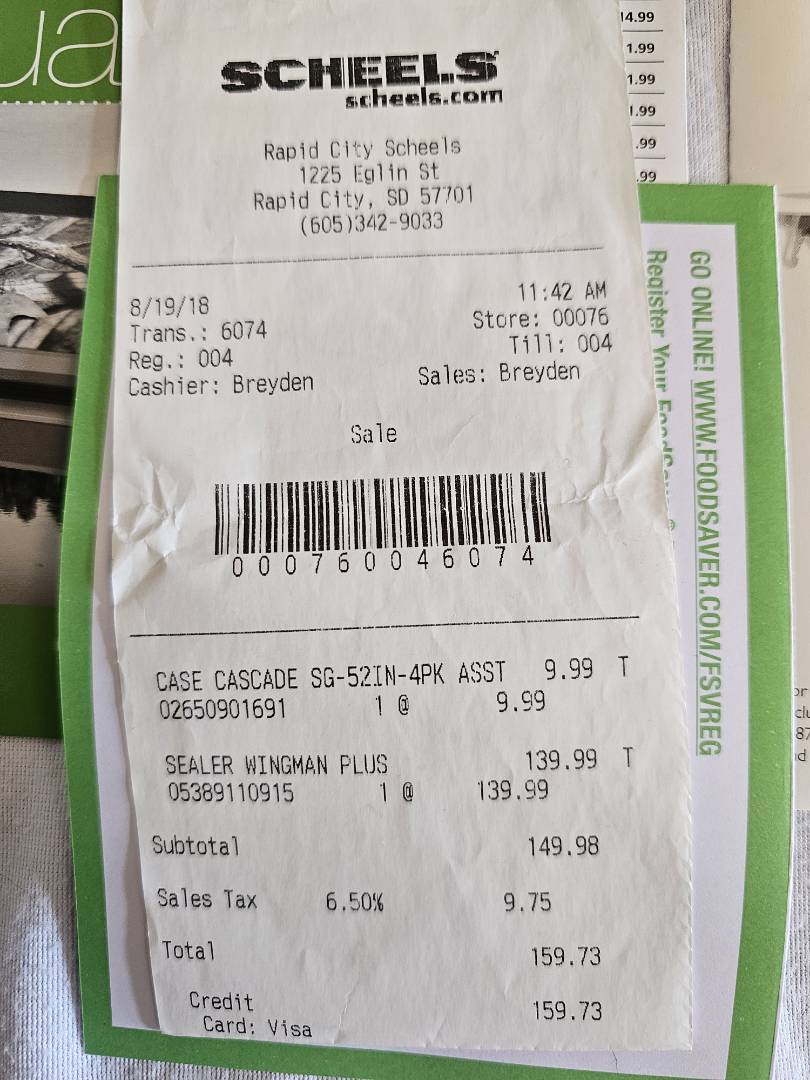 SCHEELS
scheels.com
Rapid City Scheels
1225 Eglin St
Rapid City, SD 57701
(605)342-9033
8/19/18 11:42 AM
Trans.: 6074 Store: 00076
Reg.: 004 Till: 004
Cashier: Breyden Sales: Breyden
Sale
000760046074
CASE CASCADE SG-52IN-4PK ASST 9.99 T
02650901691 1 @ 9.99
SEALER WINGMAN PLUS 139.99 T
05389110915 1 @ 139.99
Subtotal 149.98
Sales Tax 6.50% 9.75
Total 159.73
Credit 159.73
Card: Visa
GO ONLINE! WWW.FOODSAVER.COM/FSVREG
Register Your
14.99
1.99
1.99
1.99
.99
.99